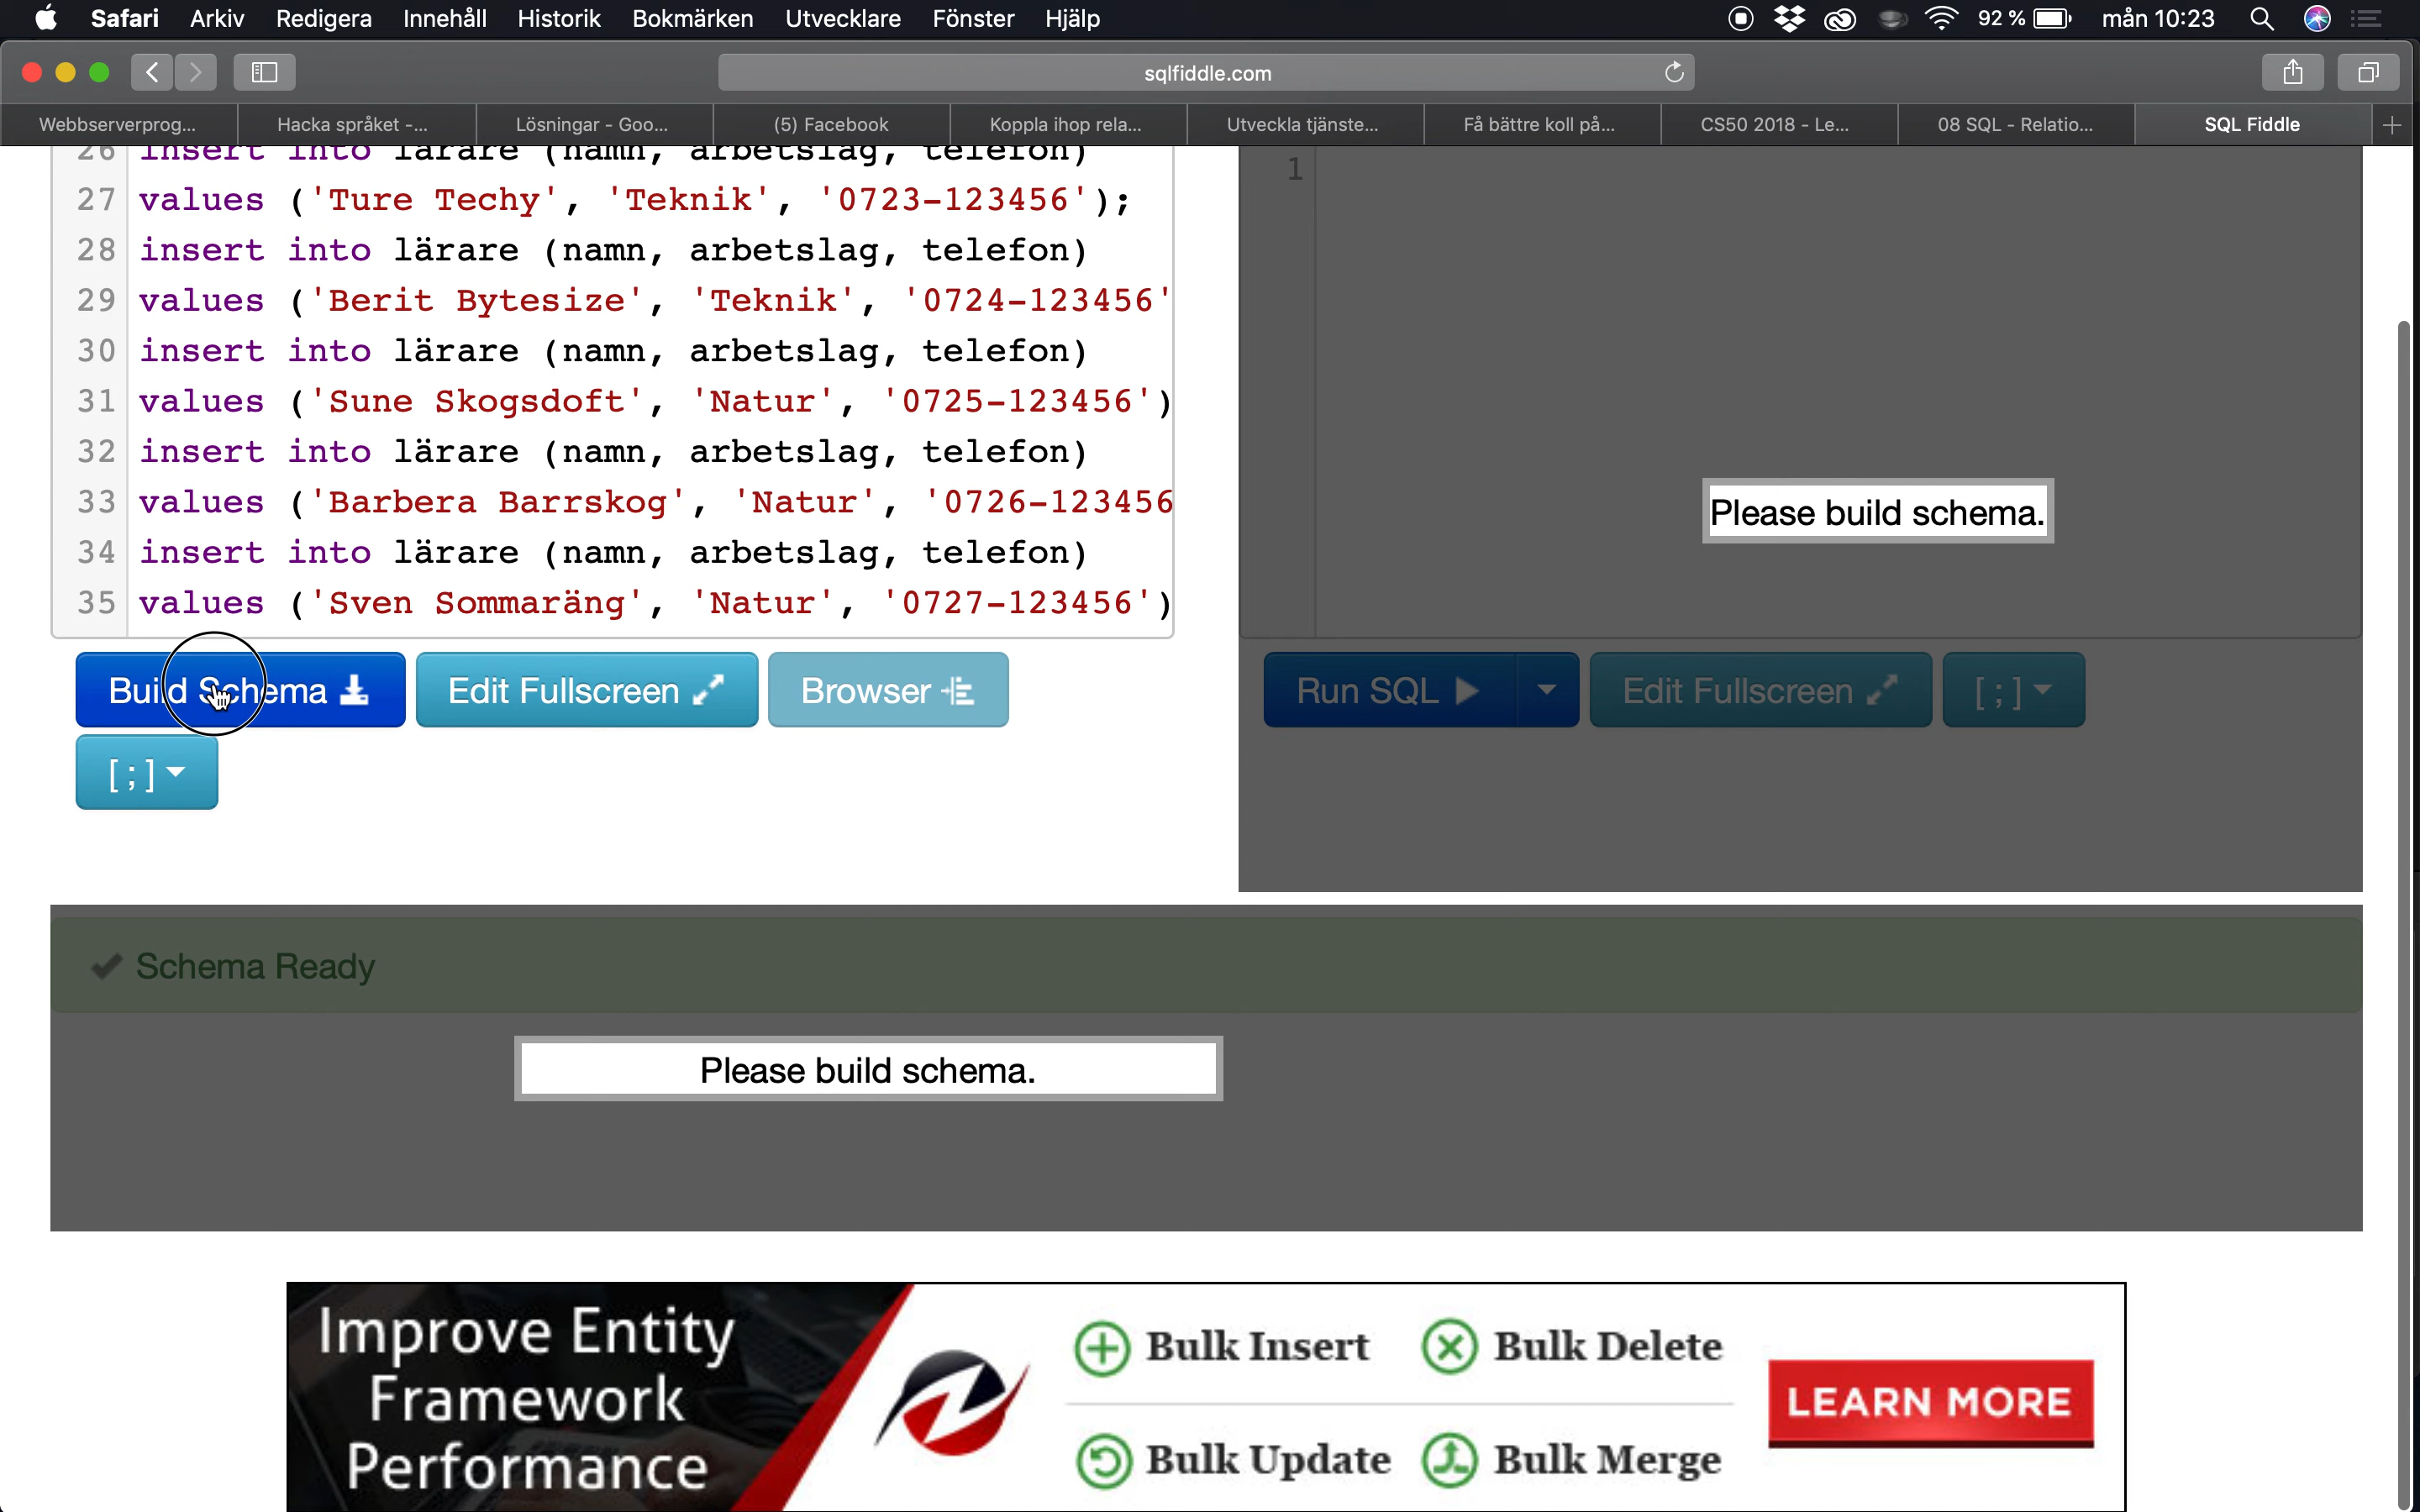 Safari Arkiv Redigera Innehåll Historik Bokmärken Utvecklare Fönster Hjälp 92 % mån 10:23
sqlfiddle.com
Webbserverprog... Hacka språket -... Lösningar - Goo... (5) Facebook Koppla ihop rela... Utveckla tjänste... Få bättre koll på... CS50 2018 - Le... 08 SQL - Relatio... SQL Fiddle
26 insert into lärare (namn, arbetslag, telefon)
27 values ('Ture Techy', 'Teknik', '0723-123456');
28 insert into lärare (namn, arbetslag, telefon)
29 values ('Berit Bytesize', 'Teknik', '0724-123456'
30 insert into lärare (namn, arbetslag, telefon)
31 values ('Sune Skogsdoft', 'Natur', '0725-123456')
32 insert into lärare (namn, arbetslag, telefon)
33 values ('Barbera Barrskog', 'Natur', '0726-123456
34 insert into lärare (namn, arbetslag, telefon)
35 values ('Sven Sommaräng', 'Natur', '0727-123456')
1
Please build schema.
Build Schema Edit Fullscreen Browser
[ ; ]
Run SQL Edit Fullscreen [ ; ]
Schema Ready
Please build schema.
Improve Entity
Framework
Performance
Bulk Insert Bulk Delete
Bulk Update Bulk Merge
LEARN MORE